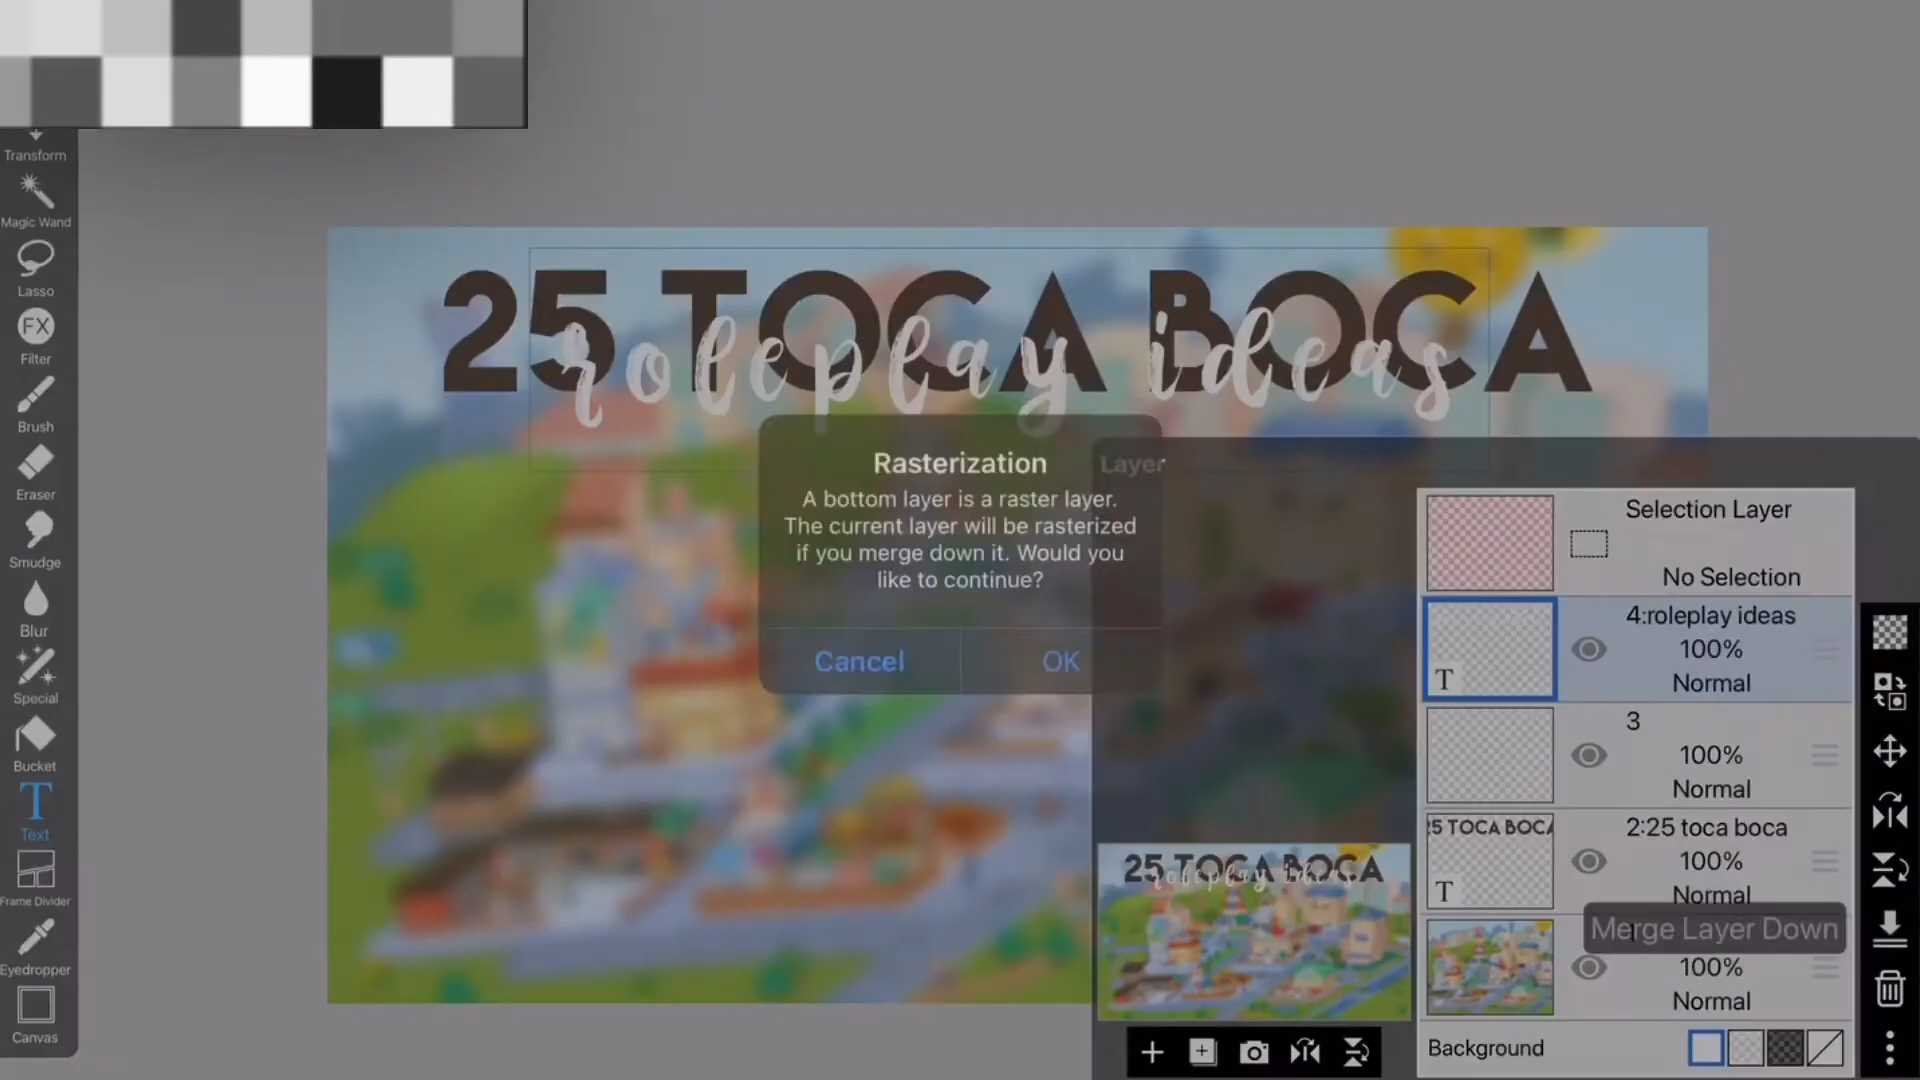 Transform
Magic Wand
Lasso
FX
Filter
Brush
Eraser
Smudge
Blur
Special
Bucket
T
Text
Frame Divider
Eyedropper
Canvas
25 TOCA BOCA
roleplay ideas
Rasterization
A bottom layer is a raster layer.
The current layer will be rasterized
if you merge down it. Would you
like to continue?
Cancel
OK
Layer
Selection Layer
No Selection
4:roleplay ideas
100%
Normal
T
3
100%
Normal
25 TOCA BOCA
T
2:25 toca boca
100%
Normal
Merge Layer Down
100%
Normal
25 TOCA BOCA
roleplay ideas
Background